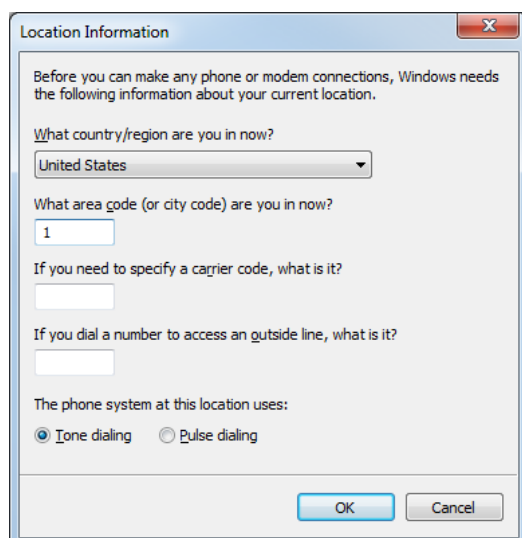 Location Information
Before you can make any phone or modem connections, Windows needs
the following information about your current location.
What country/region are you in now?
United States
What area code (or city code) are you in now?
1
If you need to specify a carrier code, what is it?
If you dial a number to access an outside line, what is it?
The phone system at this location uses:
Tone dialing Pulse dialing
OK Cancel